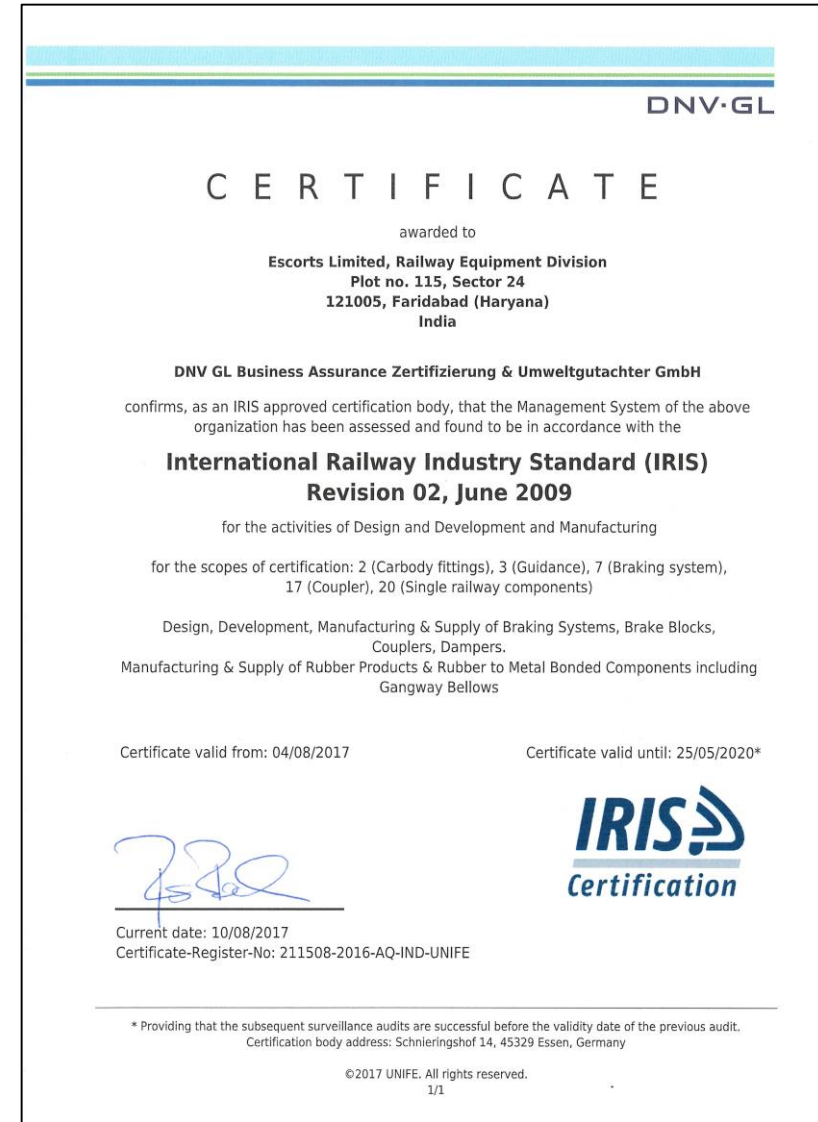 DNV·GL
CERTIFICATE
awarded to
Escorts Limited, Railway Equipment Division
Plot no. 115, Sector 24
121005, Faridabad (Haryana)
India
DNV GL Business Assurance Zertifizierung & Umweltgutachter GmbH
confirms, as an IRIS approved certification body, that the Management System of the above
organization has been assessed and found to be in accordance with the
International Railway Industry Standard (IRIS)
Revision 02, June 2009
for the activities of Design and Development and Manufacturing
for the scopes of certification: 2 (Carbody fittings), 3 (Guidance), 7 (Braking system),
17 (Coupler), 20 (Single railway components)
Design, Development, Manufacturing & Supply of Braking Systems, Brake Blocks,
Couplers, Dampers.
Manufacturing & Supply of Rubber Products & Rubber to Metal Bonded Components including
Gangway Bellows
Certificate valid from: 04/08/2017
Certificate valid until: 25/05/2020*
IRIS
Certification
Current date: 10/08/2017
Certificate-Register-No: 211508-2016-AQ-IND-UNIFE
* Providing that the subsequent surveillance audits are successful before the validity date of the previous audit.
Certification body address: Schnieringshof 14, 45329 Essen, Germany
©2017 UNIFE. All rights reserved.
1/1